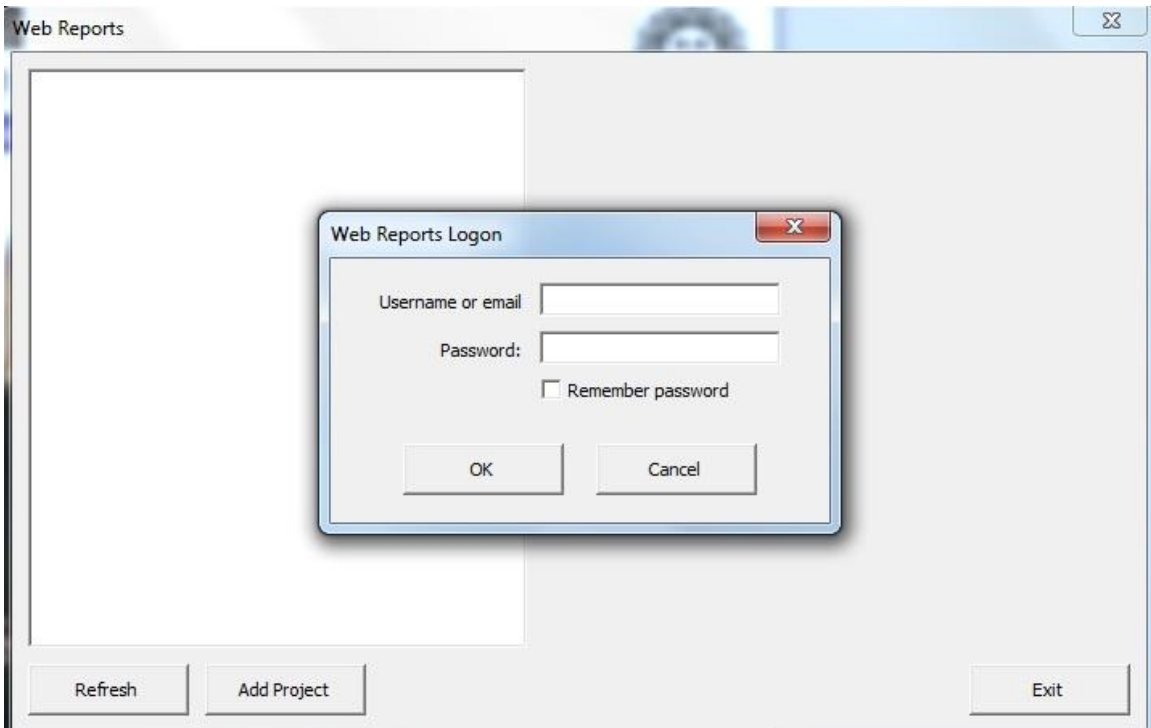 Web Reports
Web Reports Logon
Username or email
Password:
Remember password
OK Cancel
Refresh Add Project Exit